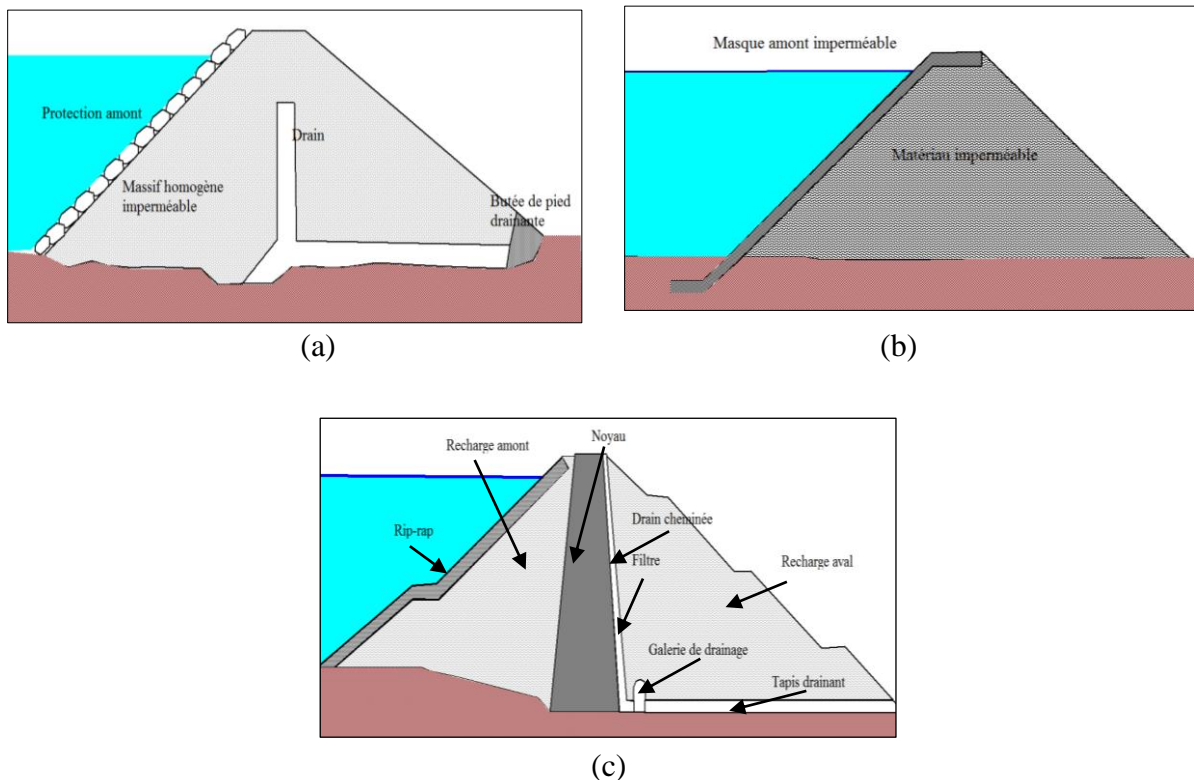 Protection amont
Drain
Massif homogène
imperméable
Butée de pied
drainante
(a)
Masque amont imperméable
Matériau imperméable
(b)
Recharge amont
Noyau
Rip-rap
Drain cheminée
Filtre
Recharge aval
Galerie de drainage
Tapis drainant
(c)